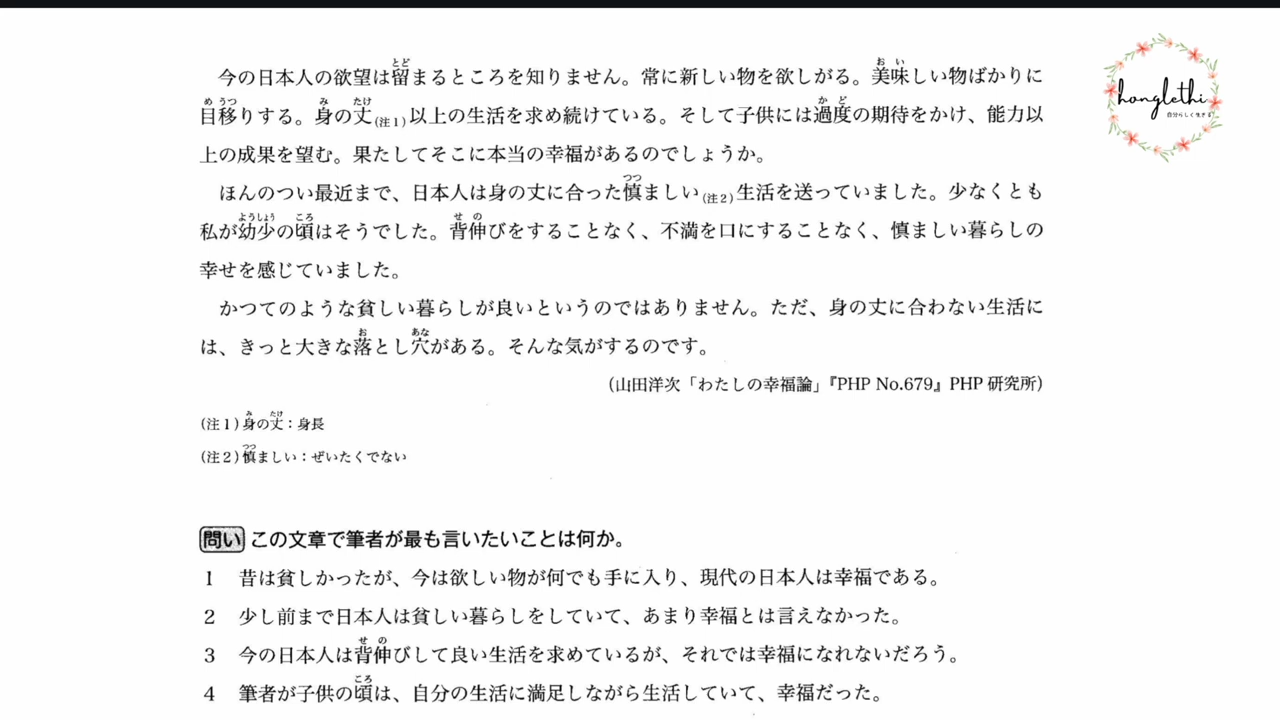 今の日本人の欲望は留まるところを知りません。常に新しい物を欲しがる。美味しい物ばかりに
目移りする。身の丈(注1)以上の生活を求め続けている。そして子供には過度の期待をかけ、能力以
上の成果を望む。果たしてそこに本当の幸福があるのでしょうか。
ほんのつい最近まで、日本人は身の丈に合った慎ましい(注2)生活を送っていました。少なくとも
私が幼少の頃はそうでした。背伸びをすることなく、不満を口にすることなく、慎ましい暮らしの
幸せを感じていました。
かつてのような貧しい暮らしが良いというのではありません。ただ、身の丈に合わない生活に
は、きっと大きな落とし穴がある。そんな気がするのです。
(山田洋次「わたしの幸福論」『PHP No.679』PHP 研究所)
(注1)身の丈：身長
(注2)慎ましい：ぜいたくでない
問い この文章で筆者が最も言いたいことは何か。
1 昔は貧しかったが、今は欲しい物が何でも手に入り、現代の日本人は幸福である。
2 少し前まで日本人は貧しい暮らしをしていて、あまり幸福とは言えなかった。
3 今の日本人は背伸びして良い生活を求めているが、それでは幸福になれないだろう。
4 筆者が子供の頃は、自分の生活に満足しながら生活していて、幸福だった。
honglethi
自分らしく生きる